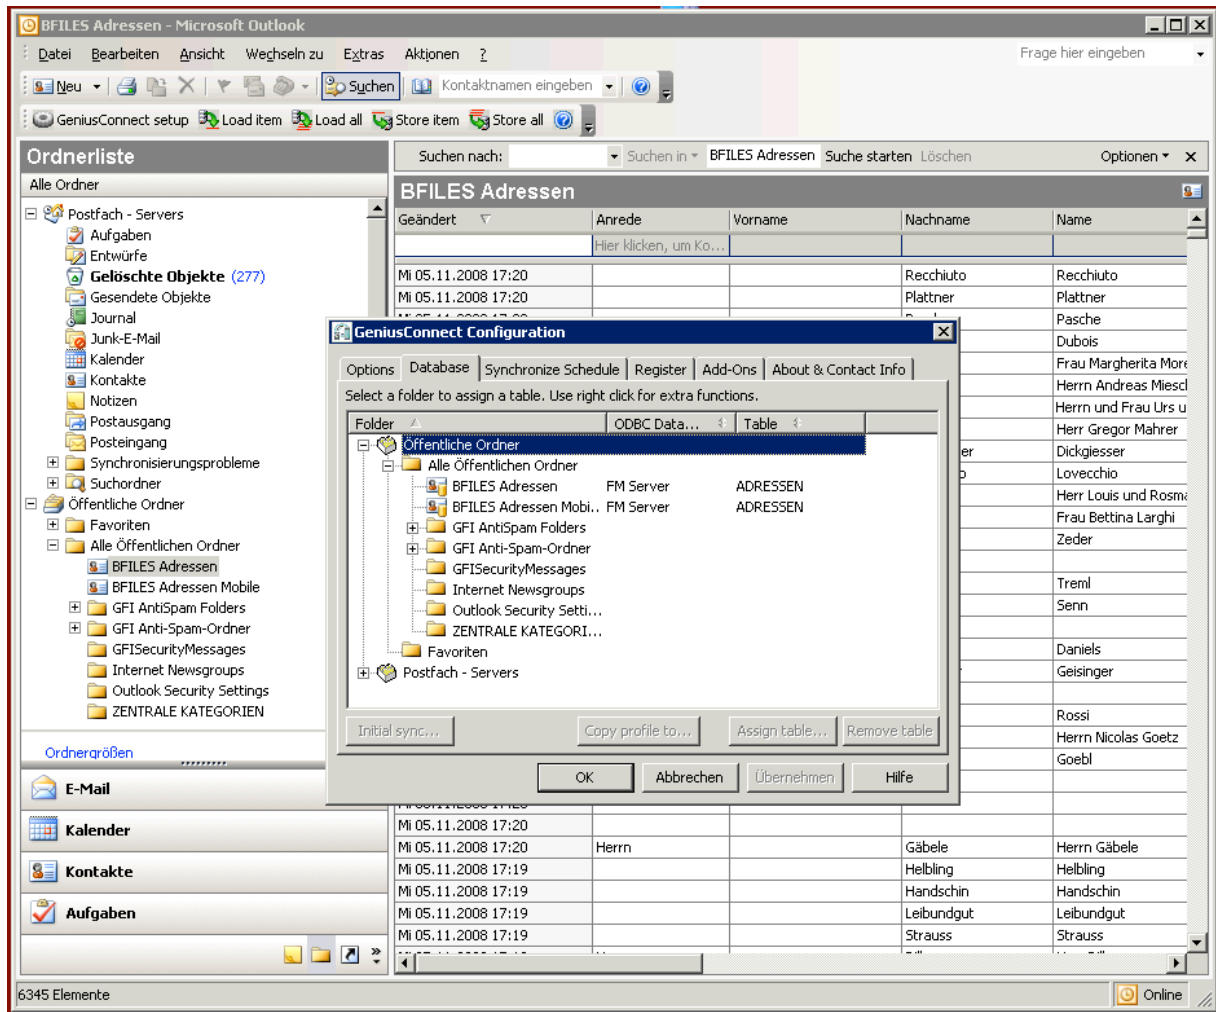 BFILES Adressen - Microsoft Outlook
Datei Bearbeiten Ansicht Wechseln zu Extras Aktionen ? Frage hier eingeben
Neu Suchen Kontaktnamen eingeben
GeniusConnect setup Load item Load all Store item Store all
Ordnerliste
Alle Ordner
Postfach - Servers
Aufgaben
Entwürfe
Gelöschte Objekte (277)
Gesendete Objekte
Journal
Junk-E-Mail
Kalender
Kontakte
Notizen
Postausgang
Posteingang
Synchronisierungsprobleme
Suchordner
Öffentliche Ordner
Favoriten
Alle Öffentlichen Ordner
BFILES Adressen
BFILES Adressen Mobile
GFI AntiSpam Folders
GFI Anti-Spam-Ordner
GFISecurityMessages
Internet Newsgroups
Outlook Security Settings
ZENTRALE KATEGORIEN
Ordnergrößen
E-Mail
Kalender
Kontakte
Aufgaben
Suchen nach: Suchen in BFILES Adressen Suche starten Löschen Optionen
BFILES Adressen
Geändert Anrede Vorname Nachname Name
Hier klicken, um Ko...
Mi 05.11.2008 17:20 Recchiuto Recchiuto
Mi 05.11.2008 17:20 Plattner Plattner
Pasche
Dubois
Frau Margherita More
Herrn Andreas Miesc
Herrn und Frau Urs u
Herr Gregor Mahrer
er Dickgiesser
Lovecchio
Herr Louis und Rosma
Frau Bettina Larghi
Zeder
Treml
Senn
Daniels
Geisinger
Rossi
Herrn Nicolas Goetz
Goebl
Mi 05.11.2008 17:20
Mi 05.11.2008 17:20 Herrn Gäbele Herrn Gäbele
Mi 05.11.2008 17:19 Helbling Helbling
Mi 05.11.2008 17:19 Handschin Handschin
Mi 05.11.2008 17:19 Leibundgut Leibundgut
Mi 05.11.2008 17:19 Strauss Strauss
GeniusConnect Configuration
Options Database Synchronize Schedule Register Add-Ons About & Contact Info
Select a folder to assign a table. Use right click for extra functions.
Folder ODBC Data... Table
Öffentliche Ordner
Alle Öffentlichen Ordner
BFILES Adressen FM Server ADRESSEN
BFILES Adressen Mobi.. FM Server ADRESSEN
GFI AntiSpam Folders
GFI Anti-Spam-Ordner
GFISecurityMessages
Internet Newsgroups
Outlook Security Setti...
ZENTRALE KATEGORI...
Favoriten
Postfach - Servers
Initial sync... Copy profile to... Assign table... Remove table
OK Abbrechen Übernehmen Hilfe
6345 Elemente Online